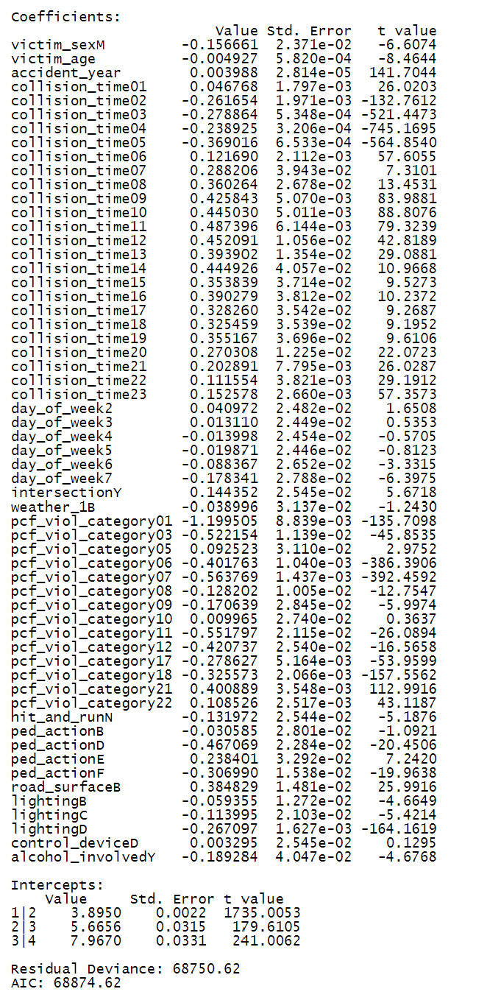 Coefficients:
                         Value Std. Error   t value
victim_sexM          -0.156661  2.371e-02   -6.6074
victim_age           -0.004927  5.820e-04   -8.4644
accident_year         0.003988  2.814e-05  141.7044
collision_time01      0.046768  1.797e-03   26.0203
collision_time02     -0.261654  1.971e-03 -132.7612
collision_time03     -0.278864  5.348e-04 -521.4473
collision_time04     -0.238925  3.206e-04 -745.1695
collision_time05     -0.369016  6.533e-04 -564.8540
collision_time06      0.121690  2.112e-03   57.6055
collision_time07      0.288206  3.943e-02    7.3101
collision_time08      0.360264  2.678e-02   13.4531
collision_time09      0.425843  5.070e-03   83.9881
collision_time10      0.445030  5.011e-03   88.8076
collision_time11      0.487396  6.144e-03   79.3239
collision_time12      0.452091  1.056e-02   42.8189
collision_time13      0.393902  1.354e-02   29.0881
collision_time14      0.444926  4.057e-02   10.9668
collision_time15      0.353839  3.714e-02    9.5273
collision_time16      0.390279  3.812e-02   10.2372
collision_time17      0.328260  3.542e-02    9.2687
collision_time18      0.325459  3.539e-02    9.1952
collision_time19      0.355167  3.696e-02    9.6106
collision_time20      0.270308  1.225e-02   22.0723
collision_time21      0.202891  7.795e-03   26.0287
collision_time22      0.111554  3.821e-03   29.1912
collision_time23      0.152578  2.660e-03   57.3573
day_of_week2          0.040972  2.482e-02    1.6508
day_of_week3          0.013110  2.449e-02    0.5353
day_of_week4         -0.013998  2.454e-02   -0.5705
day_of_week5         -0.019871  2.446e-02   -0.8123
day_of_week6         -0.088367  2.652e-02   -3.3315
day_of_week7         -0.178341  2.788e-02   -6.3975
intersectionY         0.144352  2.545e-02    5.6718
weather_1B           -0.038996  3.137e-02   -1.2430
pcf_viol_category01 -1.199505  8.839e-03 -135.7098
pcf_viol_category03 -0.522154  1.139e-02  -45.8535
pcf_viol_category05  0.092523  3.110e-02    2.9752
pcf_viol_category06 -0.401763  1.040e-03 -386.3906
pcf_viol_category07 -0.563769  1.437e-03 -392.4592
pcf_viol_category08 -0.128202  1.005e-02  -12.7547
pcf_viol_category09 -0.170639  2.845e-02   -5.9974
pcf_viol_category10  0.009965  2.740e-02    0.3637
pcf_viol_category11 -0.551797  2.115e-02  -26.0894
pcf_viol_category12 -0.420737  2.540e-02  -16.5658
pcf_viol_category17 -0.278627  5.164e-03  -53.9599
pcf_viol_category18 -0.325573  2.066e-03 -157.5562
pcf_viol_category21  0.400889  3.548e-03  112.9916
pcf_viol_category22  0.108526  2.517e-03   43.1187
hit_and_runN         -0.131972  2.544e-02   -5.1876
ped_actionB          -0.030585  2.801e-02   -1.0921
ped_actionD          -0.467069  2.284e-02  -20.4506
ped_actionE           0.238401  3.292e-02    7.2420
ped_actionF          -0.306990  1.538e-02  -19.9638
road_surfaceB         0.384829  1.481e-02   25.9916
lightingB            -0.059355  1.272e-02   -4.6649
lightingC            -0.113995  2.103e-02   -5.4214
lightingD            -0.267097  1.627e-03 -164.1619
control_deviceD       0.003295  2.545e-02    0.1295
alcohol_involvedY    -0.189284  4.047e-02   -4.6768

Intercepts:
    Value     Std. Error t value
1|2    3.8950    0.0022  1735.0053
2|3    5.6656    0.0315   179.6105
3|4    7.9670    0.0331   241.0062

Residual Deviance: 68750.62
AIC: 68874.62